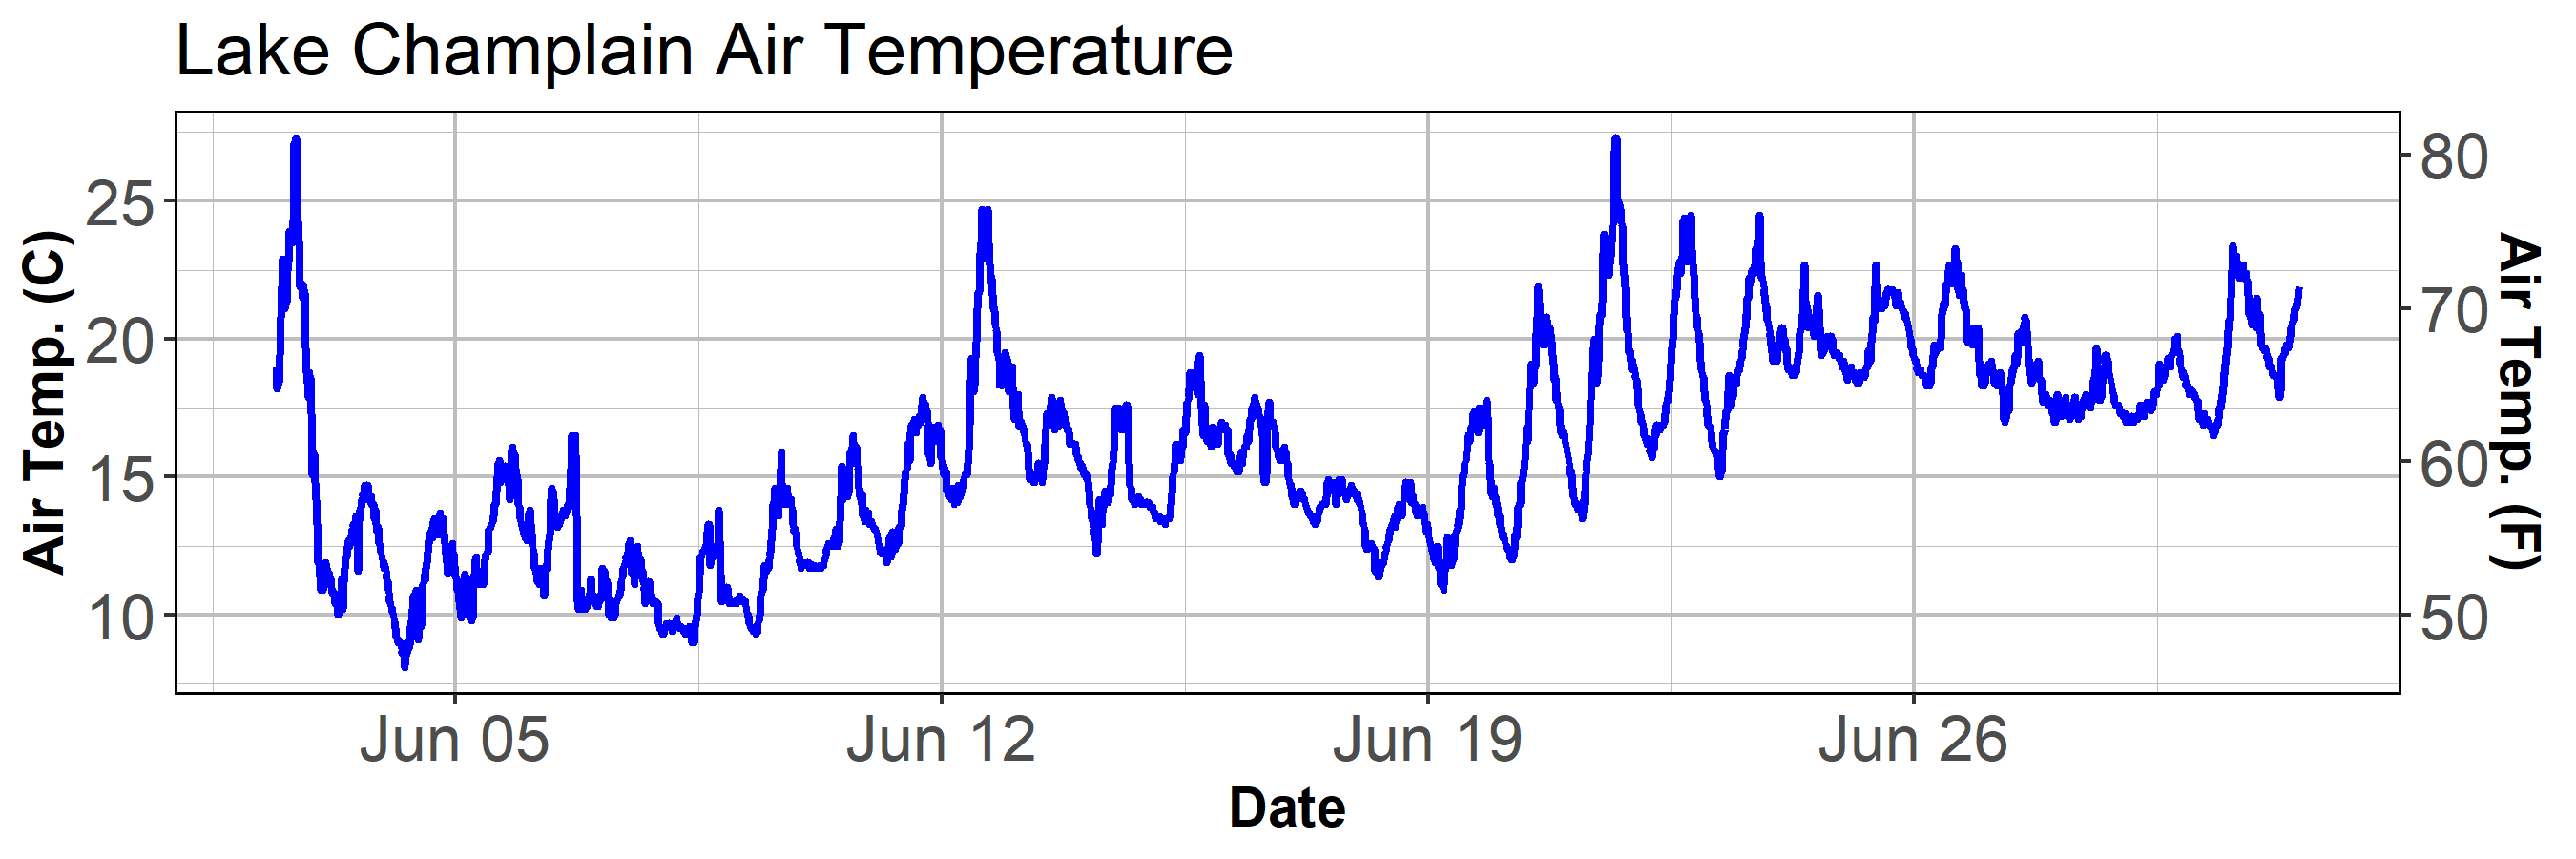 Lake Champlain Air Temperature
Air Temp. (C)
25
20
15
10
80
70
60
50
Air Temp. (F)
Jun 05 Jun 12 Jun 19 Jun 26
Date